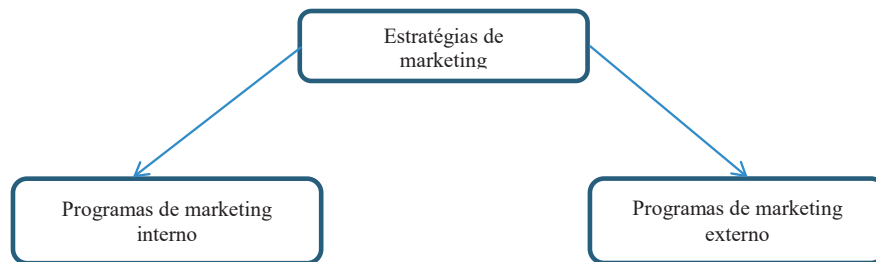 Estratégias de
marketing
Programas de marketing
interno
Programas de marketing
externo